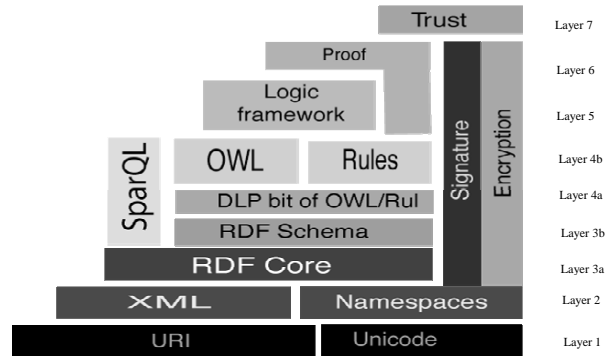 Trust
Layer 7
Proof
Layer 6
Logic
framework
Layer 5
SparQL
OWL
Rules
Signature
Encryption
Layer 4b
DLP bit of OWL/Rul
Layer 4a
RDF Schema
Layer 3b
RDF Core
Layer 3a
XML
Namespaces
Layer 2
URI
Unicode
Layer 1